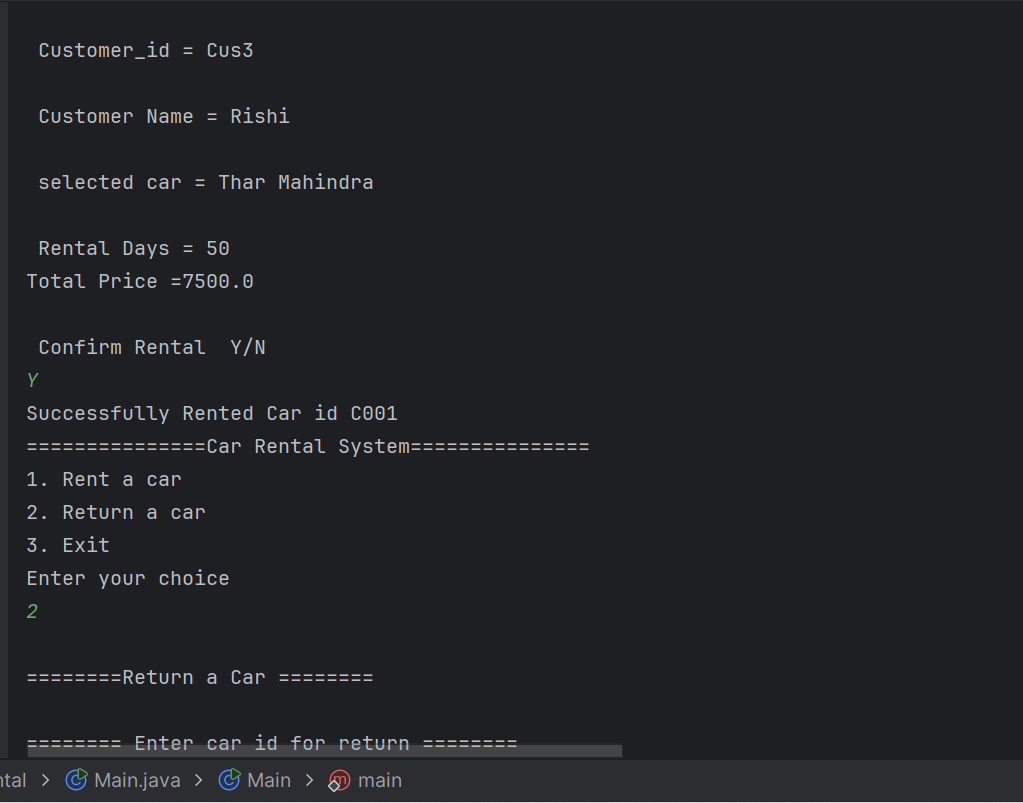 Customer_id = Cus3
Customer Name = Rishi
selected car = Thar Mahindra
Rental Days = 50
Total Price =7500.0
Confirm Rental  Y/N
Y
Successfully Rented Car id C001
===============Car Rental System===============
1. Rent a car
2. Return a car
3. Exit
Enter your choice
2
========Return a Car ========
======== Enter car id for return ========
ntal > Main.java > Main > main